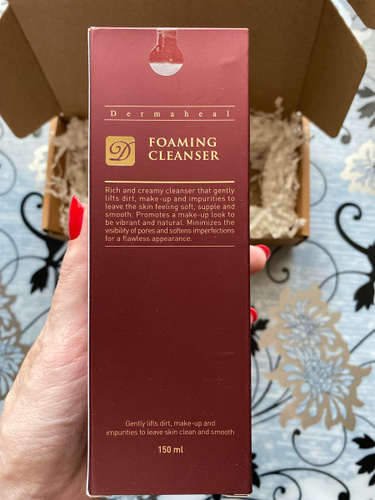 Dermaheal
D
FOAMING
CLEANSER
Rich and creamy cleanser that gently
lifts dirt, make-up and impurities to
leave the skin feeling soft, supple and
smooth. Promotes a make-up look to
be vibrant and natural. Minimizes the
visibility of pores and softens imperfections
for a flawless appearance.
Gently lifts dirt, make-up and
impurities to leave skin clean and smooth
150 ml